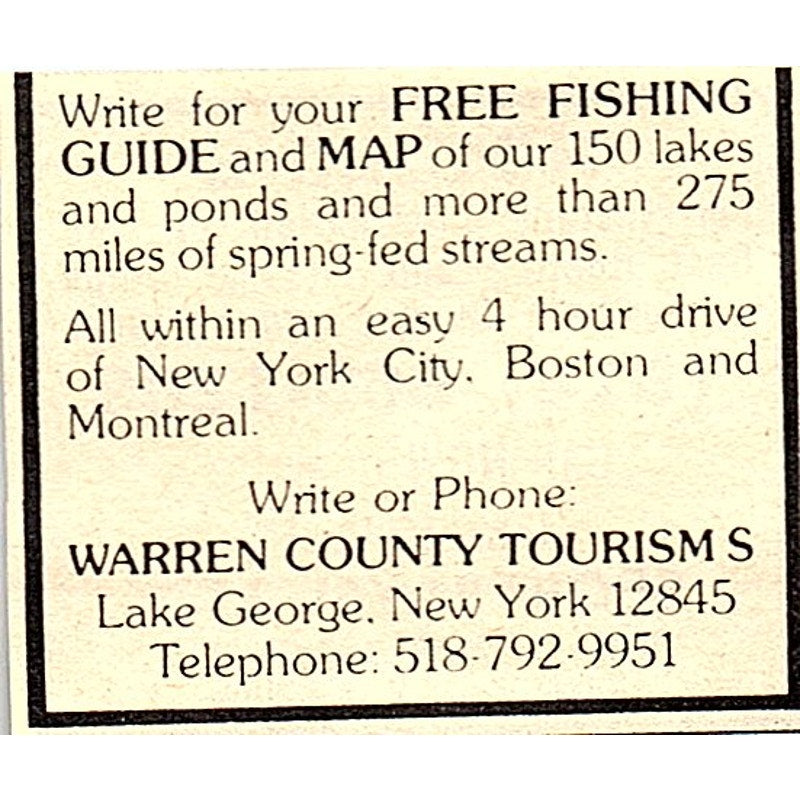 Write for your FREE FISHING
GUIDE and MAP of our 150 lakes
and ponds and more than 275
miles of spring-fed streams.
All within an easy 4 hour drive
of New York City, Boston and
Montreal.
Write or Phone:
WARREN COUNTY TOURISM S
Lake George, New York 12845
Telephone: 518-792-9951